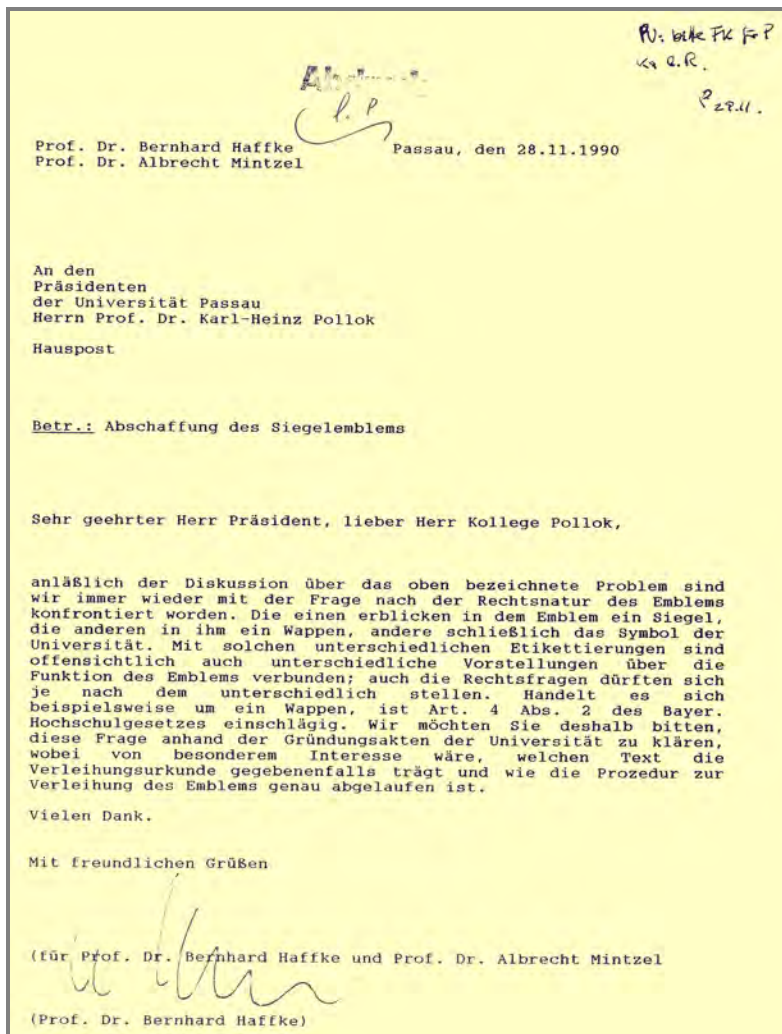 PV: bitte FK für P
Abdruck
l. P
28.11.
Prof. Dr. Bernhard Haffke Passau, den 28.11.1990
Prof. Dr. Albrecht Mintzel
An den
Präsidenten
der Universität Passau
Herrn Prof. Dr. Karl-Heinz Pollok
Hauspost
Betr.: Abschaffung des Siegelemblems
Sehr geehrter Herr Präsident, lieber Herr Kollege Pollok,
anläßlich der Diskussion über das oben bezeichnete Problem sind
wir immer wieder mit der Frage nach der Rechtsnatur des Emblems
konfrontiert worden. Die einen erblicken in dem Emblem ein Siegel,
die anderen in ihm ein Wappen, andere schließlich das Symbol der
Universität. Mit solchen unterschiedlichen Etikettierungen sind
offensichtlich auch unterschiedliche Vorstellungen über die
Funktion des Emblems verbunden; auch die Rechtsfragen dürften sich
je nach dem unterschiedlich stellen. Handelt es sich
beispielsweise um ein Wappen, ist Art. 4 Abs. 2 des Bayer.
Hochschulgesetzes einschlägig. Wir möchten Sie deshalb bitten,
diese Frage anhand der Gründungsakten der Universität zu klären,
wobei von besonderem Interesse wäre, welchen Text die
Verleihungsurkunde gegebenenfalls trägt und wie die Prozedur zur
Verleihung des Emblems genau abgelaufen ist.
Vielen Dank.
Mit freundlichen Grüßen
(für Prof. Dr. Bernhard Haffke und Prof. Dr. Albrecht Mintzel
(Prof. Dr. Bernhard Haffke)